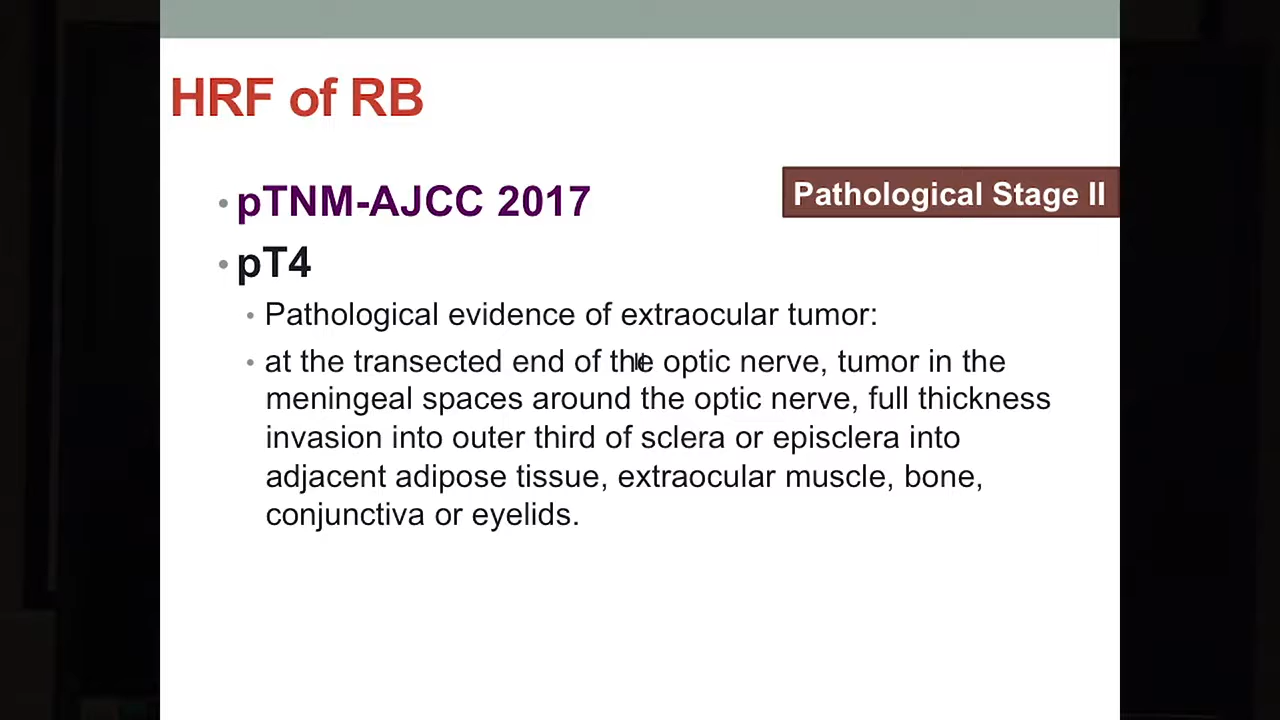 HRF of RB
• pTNM-AJCC 2017
Pathological Stage II
• pT4
• Pathological evidence of extraocular tumor:
• at the transected end of the optic nerve, tumor in the
meningeal spaces around the optic nerve, full thickness
invasion into outer third of sclera or episclera into
adjacent adipose tissue, extraocular muscle, bone,
conjunctiva or eyelids.